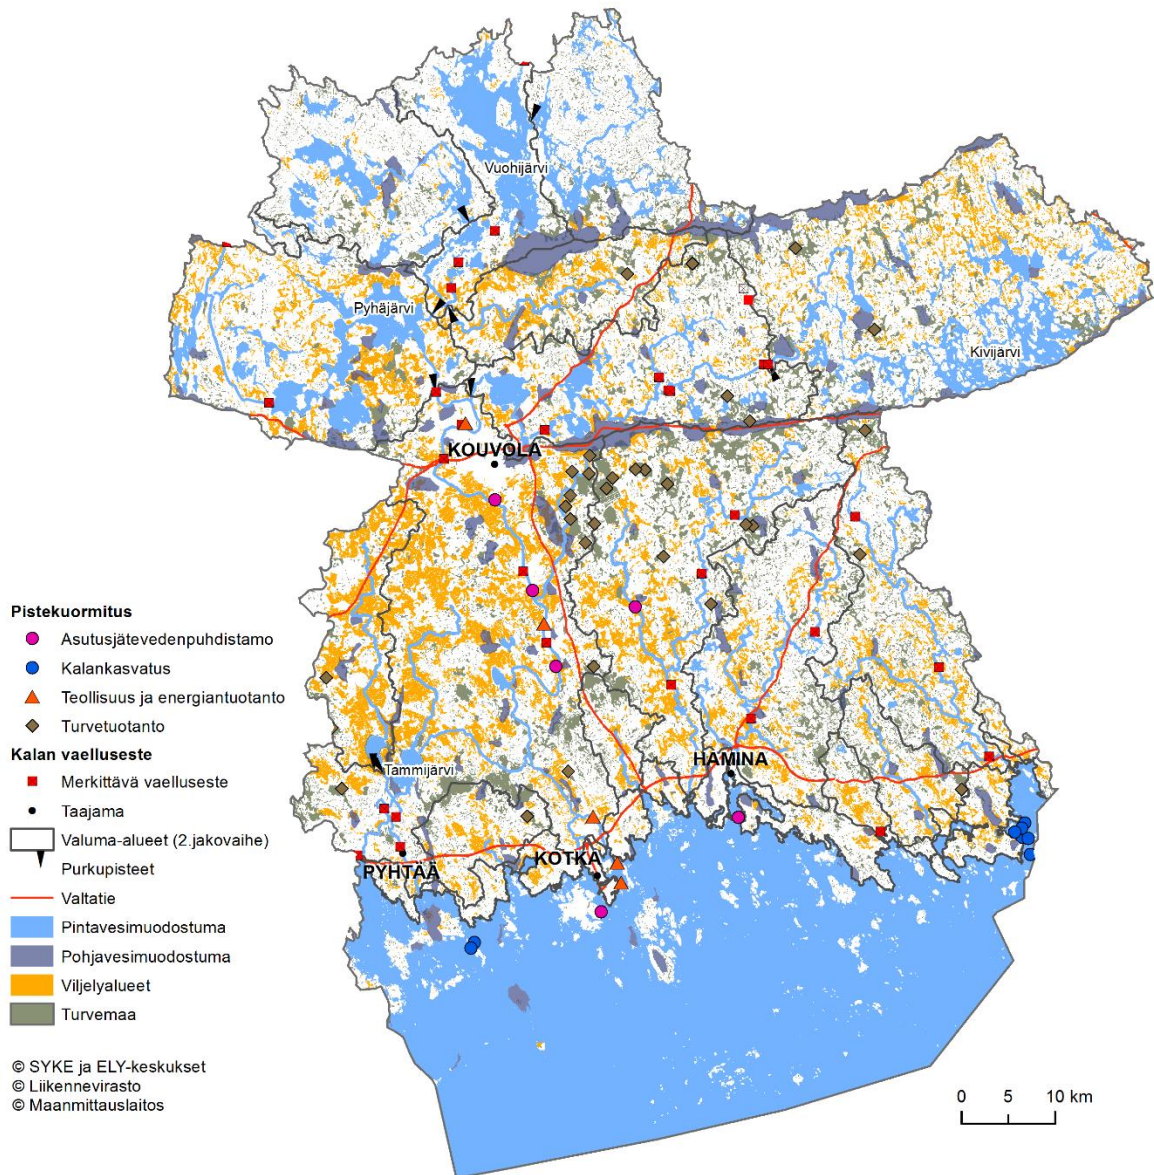 Vuohijärvi
Pyhäjärvi
Kivijärvi
KOUVOLA
Tammijärvi
HAMINA
KOTKA
PYHTÄÄ
Pistekuormitus
Asutusjätevedenpuhdistamo
Kalankasvatus
Teollisuus ja energiantuotanto
Turvetuotanto
Kalan vaelluseste
Merkittävä vaelluseste
Taajama
Valuma-alueet (2.jakovaihe)
Purkupisteet
Valtatie
Pintavesimuodostuma
Pohjavesimuodostuma
Viljelyalueet
Turvemaa
© SYKE ja ELY-keskukset
© Liikennevirasto
© Maanmittauslaitos
0 5 10 km